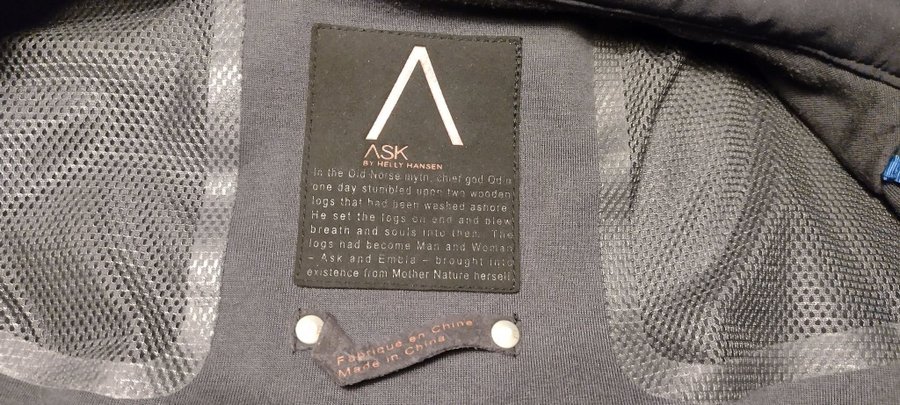 ASK
BY HELLY HANSEN
In the Old Norse myth, chief god Odin
one day stumbled upon two wooden
logs that had been washed ashore.
He set the logs on end and blew
breath and souls into them. The
logs had become Man and Woman
– Ask and Embla – brought into
existence from Mother Nature herself.
Fabrique en Chine
Made in China